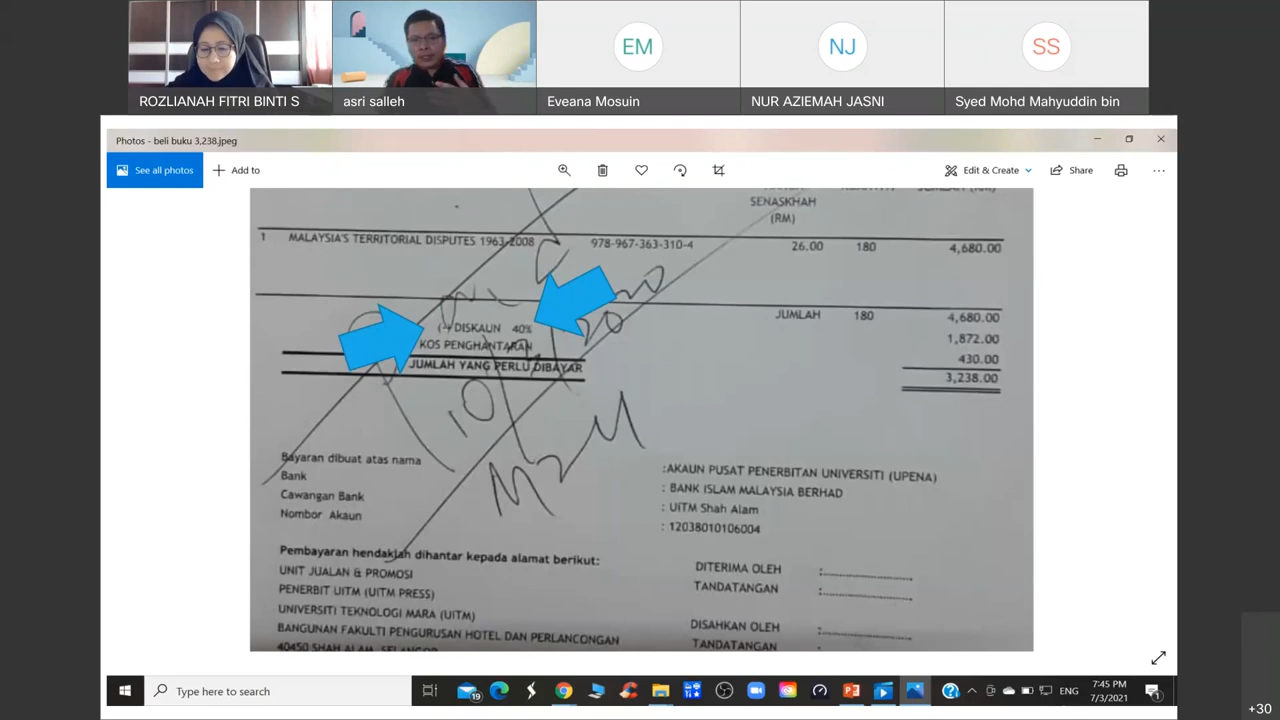 EM
NJ
SS
ROZLIANAH FITRI BINTI S
asri salleh
Eveana Mosuin
NUR AZIEMAH JASNI
Syed Mohd Mahyuddin bin
Photos - beli buku 3,238.jpeg
See all photos
Add to
Edit & Create
Share
SENASKHAH
(RM)
1 MALAYSIA'S TERRITORIAL DISPUTES 1963-2008 978-967-363-310-4 26.00 180 4,680.00
JUMLAH 180 4,680.00
(-) DISKAUN 40% 1,872.00
KOS PENGHANTARAN 430.00
JUMLAH YANG PERLU DIBAYAR 3,238.00
Bayaran dibuat atas nama :AKAUN PUSAT PENERBITAN UNIVERSITI (UPENA)
Bank : BANK ISLAM MALAYSIA BERHAD
Cawangan Bank : UiTM Shah Alam
Nombor Akaun : 12038010106004
Pembayaran hendaklah dihantar kepada alamat berikut:
UNIT JUALAN & PROMOSI
PENERBIT UiTM (UiTM PRESS)
UNIVERSITI TEKNOLOGI MARA (UiTM)
BANGUNAN FAKULTI PENGURUSAN HOTEL DAN PERLANCONGAN
40450 SHAH ALAM, SELANGOR
DITERIMA OLEH :
TANDATANGAN :
DISAHKAN OLEH :
TANDATANGAN :
Type here to search
19
ENG
7:45 PM
7/3/2021
1
+30